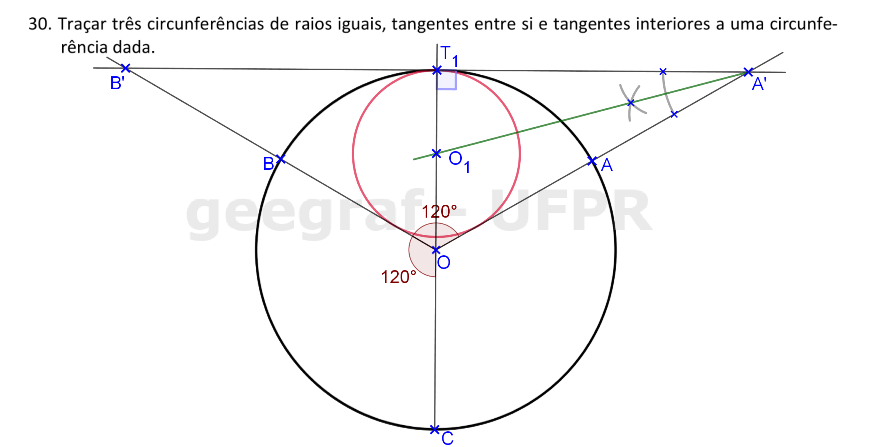 30. Traçar três circunferências de raios iguais, tangentes entre si e tangentes interiores a uma circunfe-
rência dada.
T1
B'
A'
B
O1
A
geegraf - UFPR
120°
O
120°
C